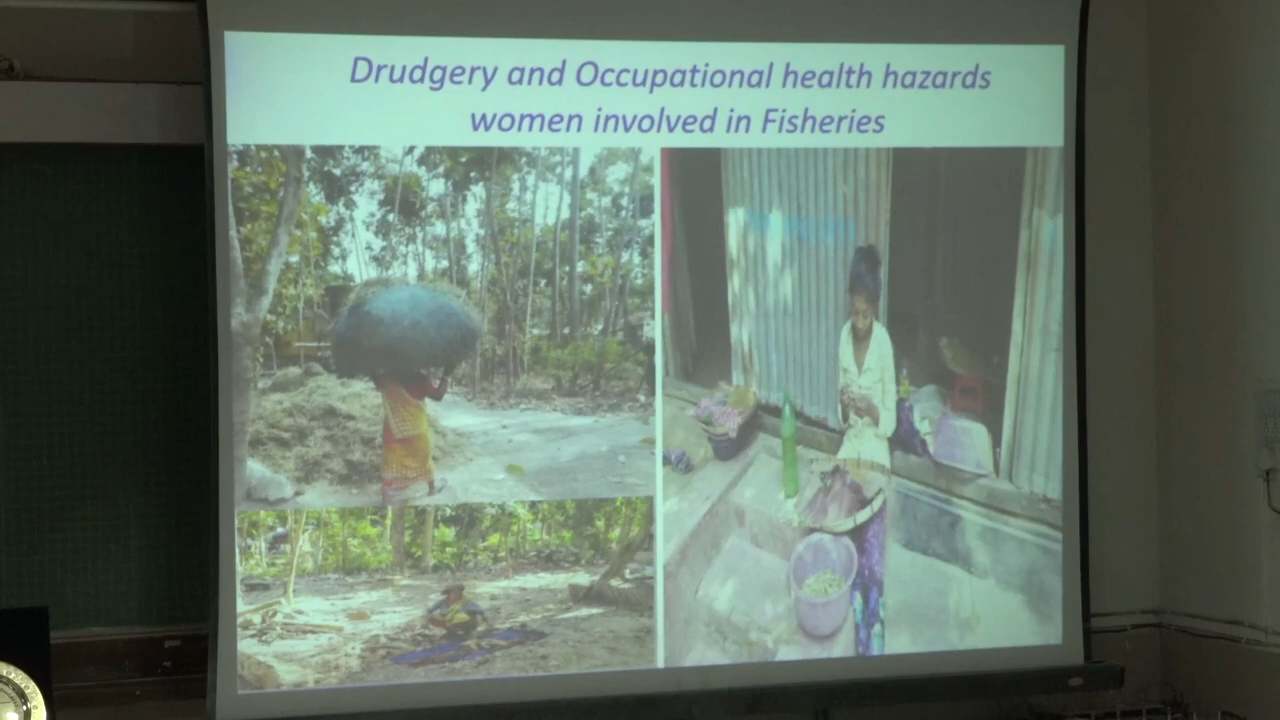 Drudgery and Occupational health hazards
women involved in Fisheries